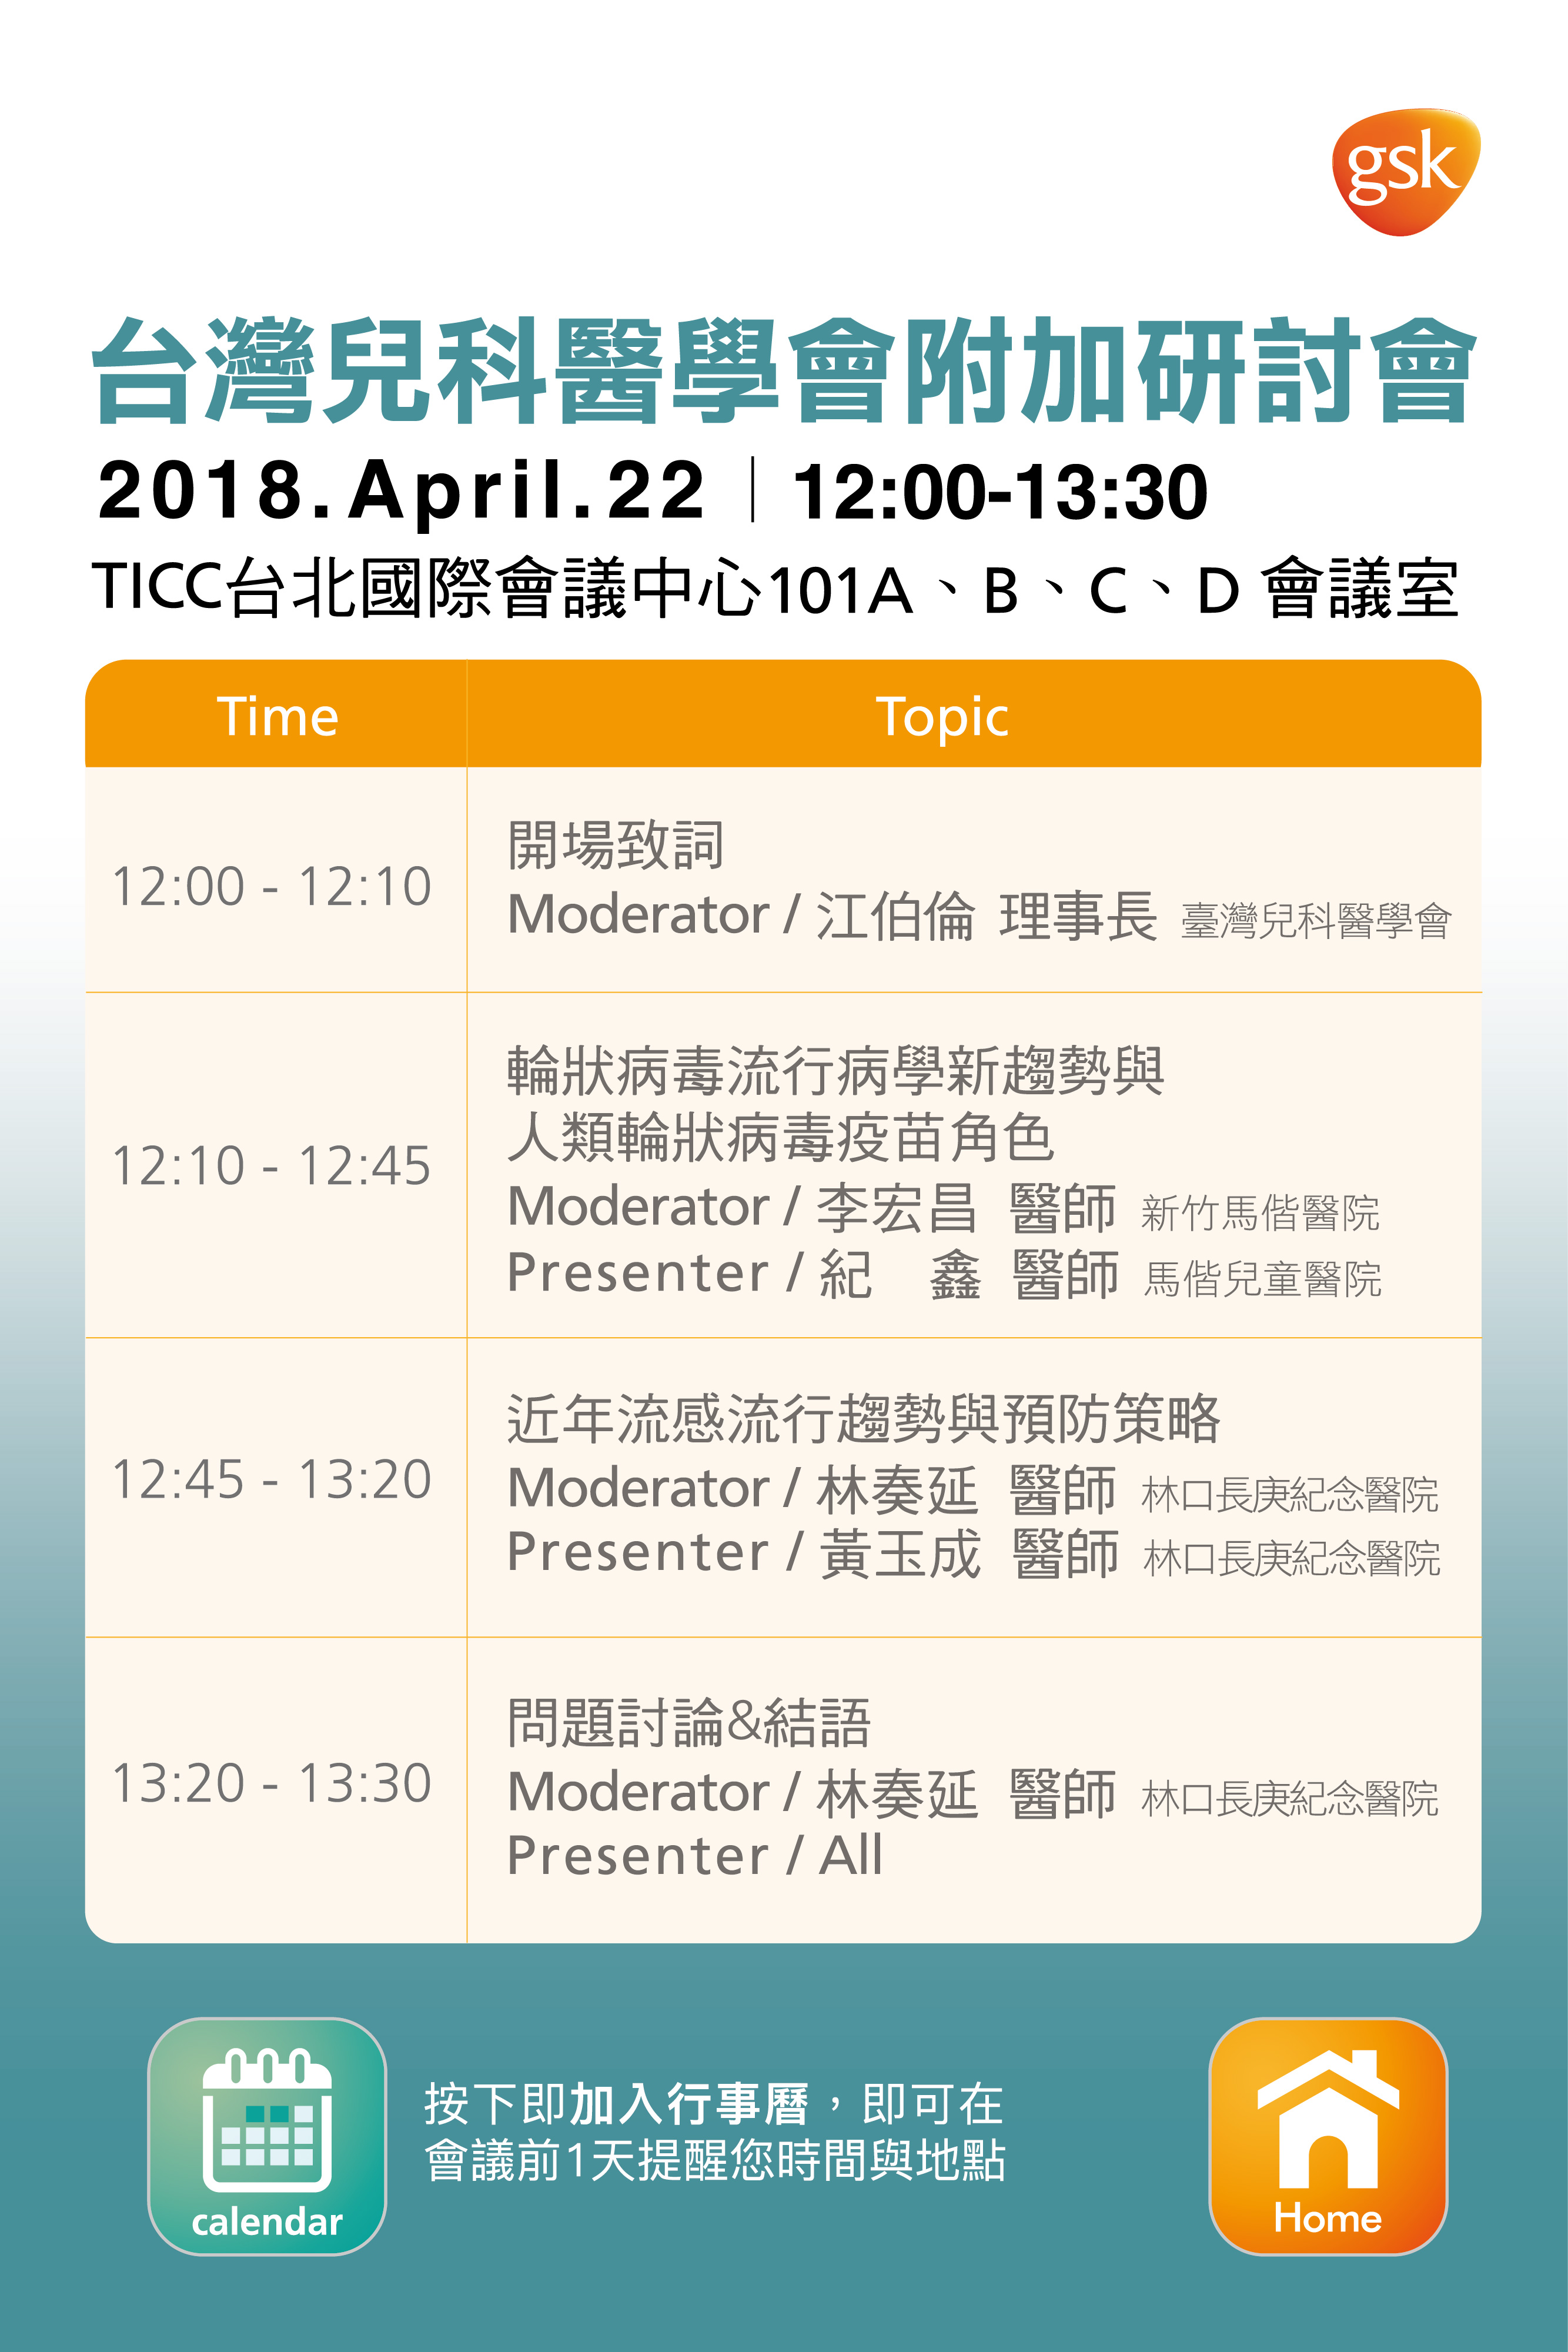 gsk
台灣兒科醫學會附加研討會
2018.April.22｜12:00-13:30
TICC台北國際會議中心101A、B、C、D 會議室
Time Topic
12:00 - 12:10
開場致詞
Moderator / 江伯倫 理事長 臺灣兒科醫學會
12:10 - 12:45
輪狀病毒流行病學新趨勢與
人類輪狀病毒疫苗角色
Moderator / 李宏昌 醫師 新竹馬偕醫院
Presenter / 紀　鑫 醫師 馬偕兒童醫院
12:45 - 13:20
近年流感流行趨勢與預防策略
Moderator / 林奏延 醫師 林口長庚紀念醫院
Presenter / 黃玉成 醫師 林口長庚紀念醫院
13:20 - 13:30
問題討論&結語
Moderator / 林奏延 醫師 林口長庚紀念醫院
Presenter / All
calendar
按下即加入行事曆，即可在
會議前1天提醒您時間與地點
Home